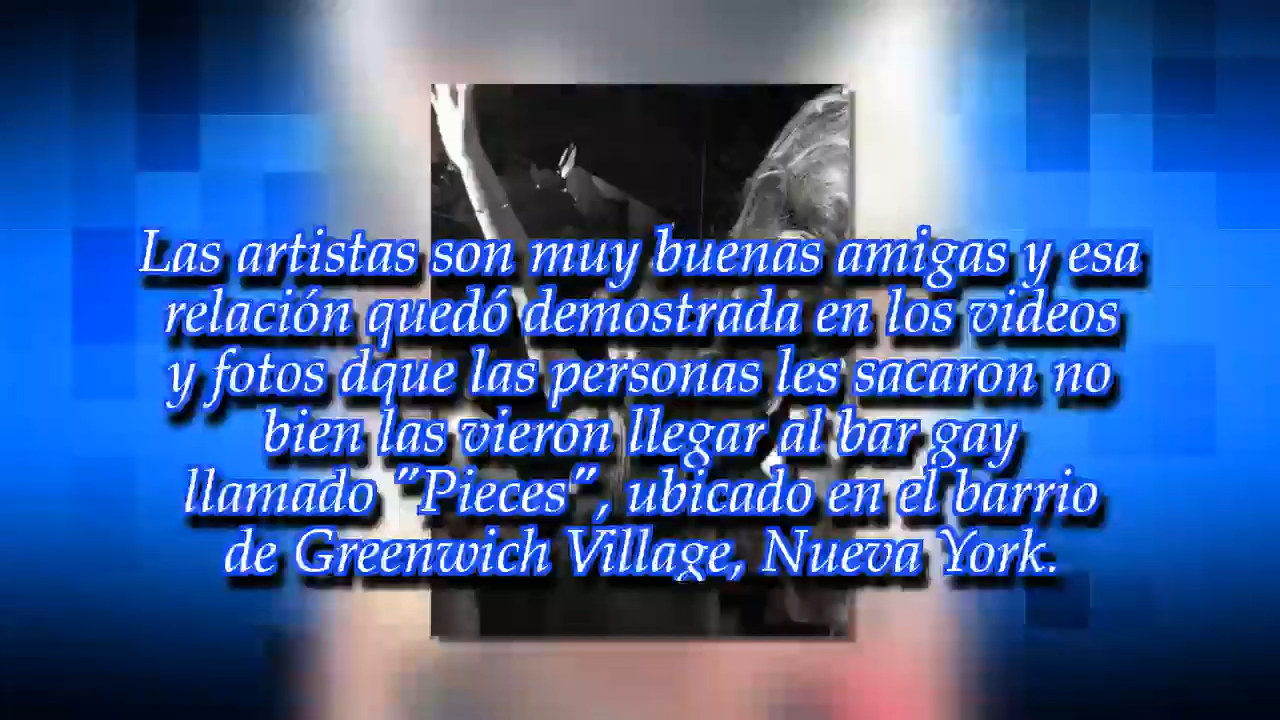 Las artistas son muy buenas amigas y esa
relación quedó demostrada en los videos
y fotos dque las personas les sacaron no
bien las vieron llegar al bar gay
llamado "Pieces", ubicado en el barrio
de Greenwich Village, Nueva York.